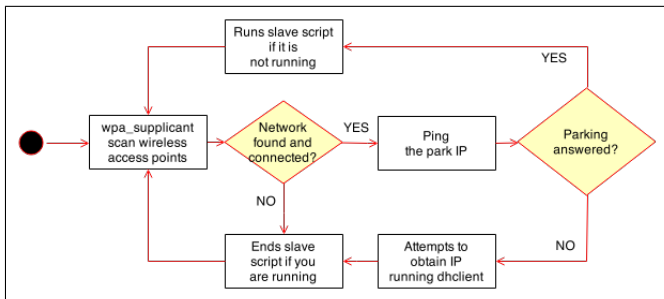 Runs slave script
if it is
not running
YES
wpa_supplicant
scan wireless
access points
Network
found and
connected?
YES
Ping
the park IP
Parking
answered?
NO
NO
Ends slave
script if you
are running
Attempts to
obtain IP
running dhclient